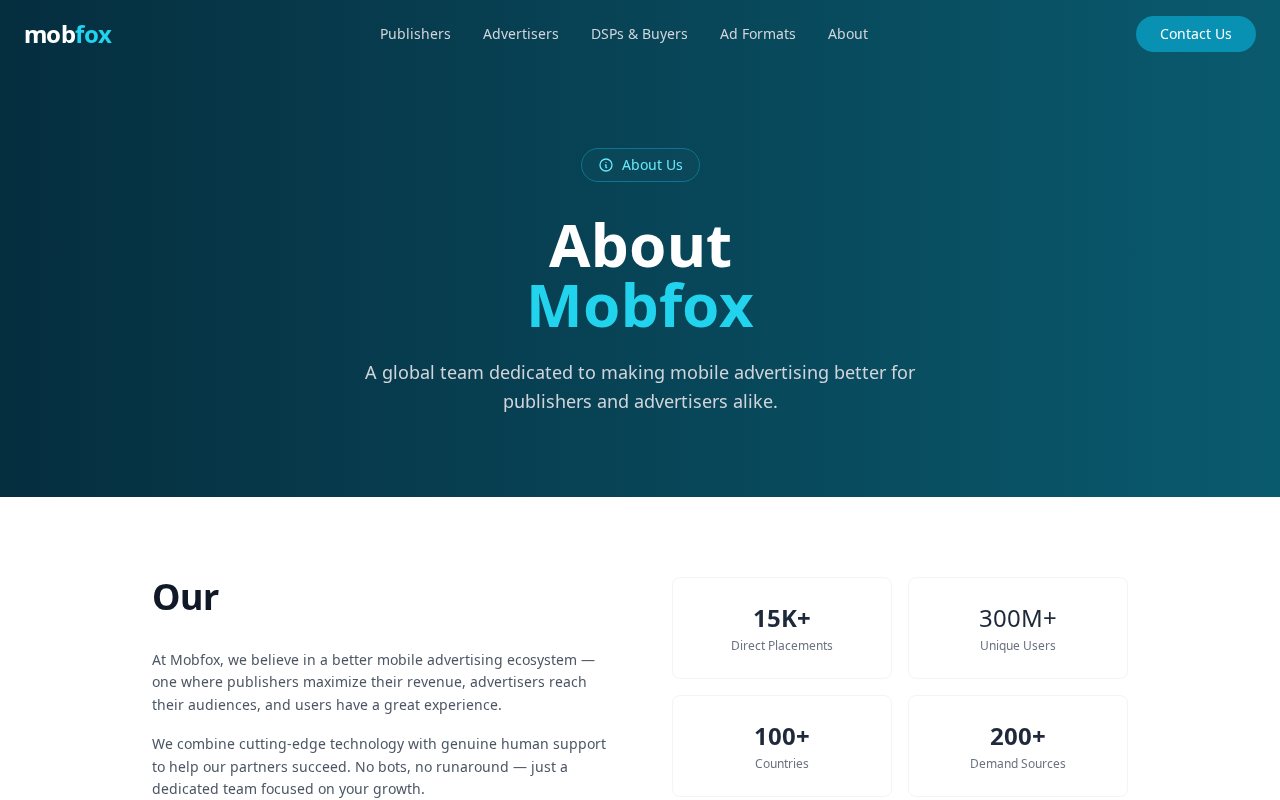 mobfox
Publishers
Advertisers
DSPs & Buyers
Ad Formats
About
Contact Us
About Us
About
Mobfox
A global team dedicated to making mobile advertising better for
publishers and advertisers alike.
Our
At Mobfox, we believe in a better mobile advertising ecosystem —
one where publishers maximize their revenue, advertisers reach
their audiences, and users have a great experience.
We combine cutting-edge technology with genuine human support
to help our partners succeed. No bots, no runaround — just a
dedicated team focused on your growth.
15K+
Direct Placements
300M+
Unique Users
100+
Countries
200+
Demand Sources